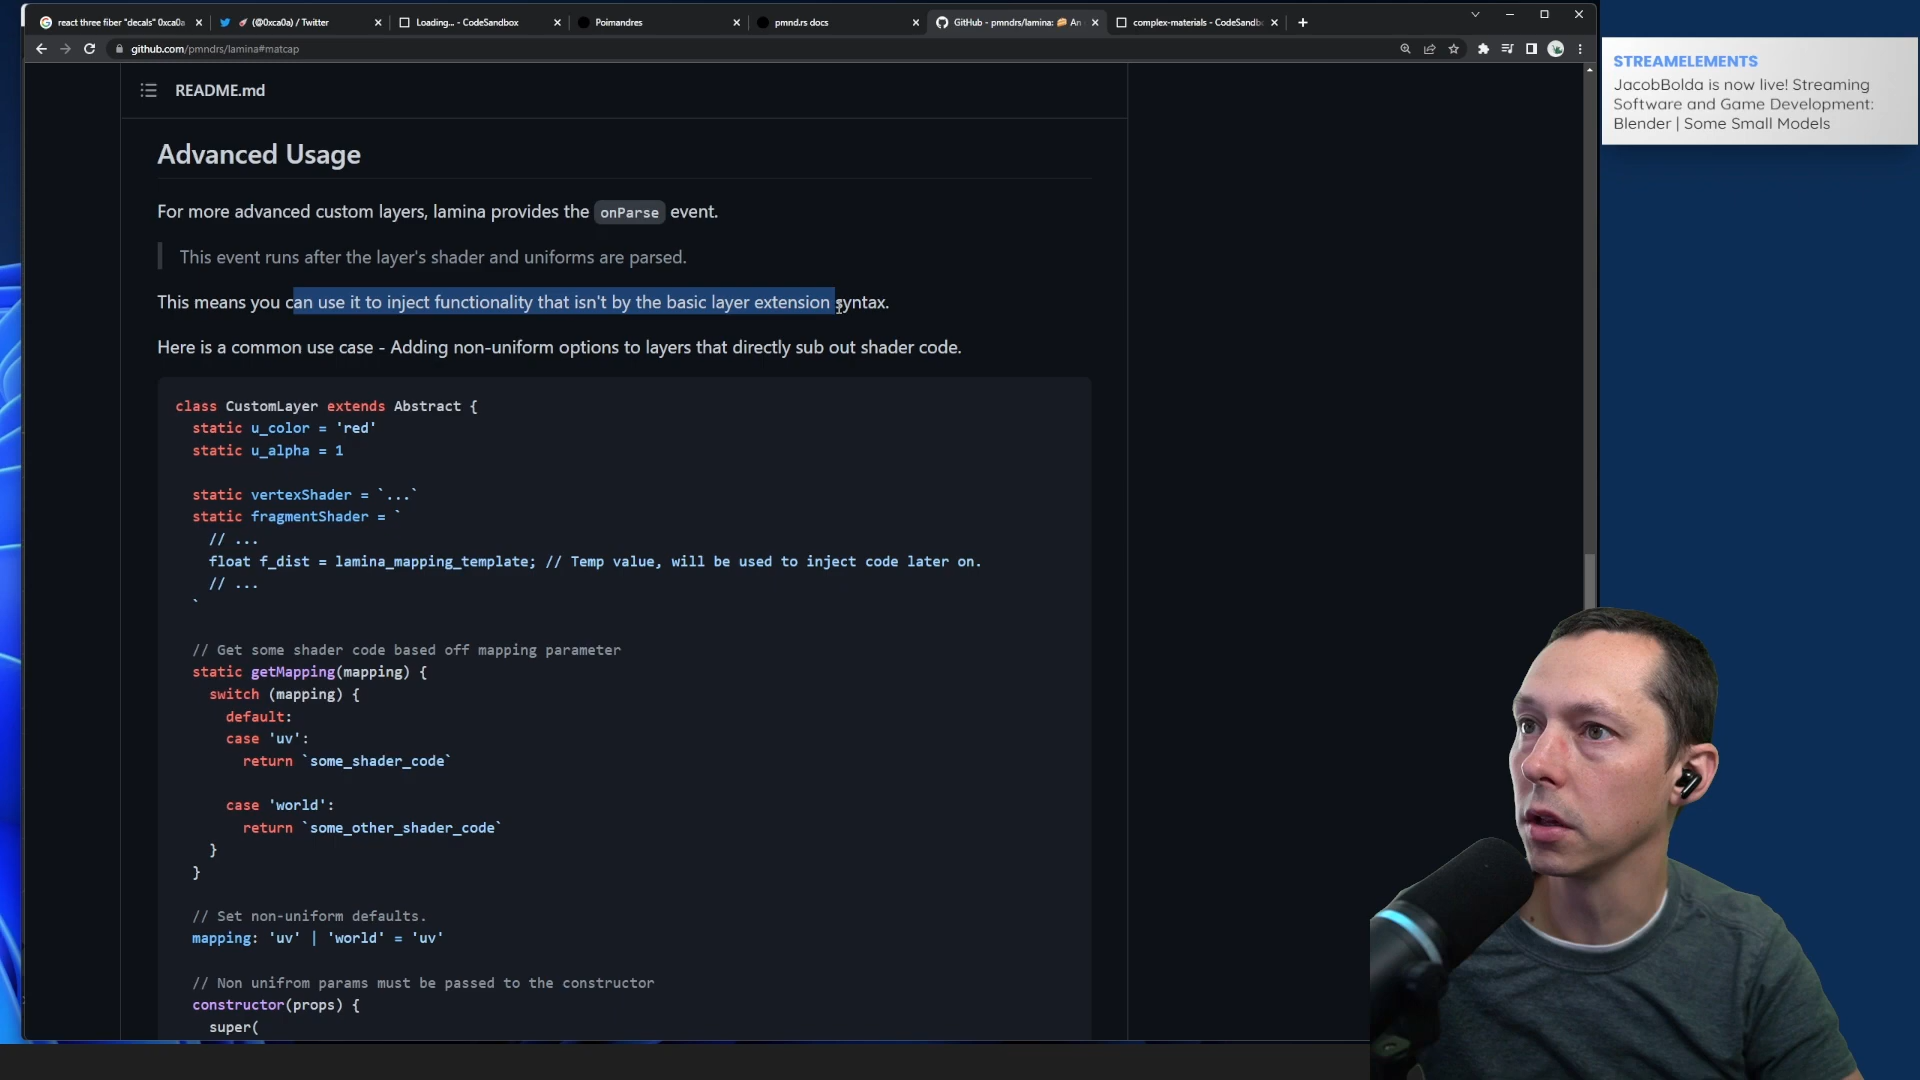 react three fiber "decals" 0xca0a
(@0xca0a) / Twitter
Loading... - CodeSandbox
Poimandres
pmnd.rs docs
GitHub - pmndrs/lamina: An
complex-materials - CodeSandb
github.com/pmndrs/lamina#matcap
STREAMELEMENTS
JacobBolda is now live! Streaming
Software and Game Development:
Blender | Some Small Models
README.md
Advanced Usage
For more advanced custom layers, lamina provides the onParse event.
This event runs after the layer's shader and uniforms are parsed.
This means you can use it to inject functionality that isn't by the basic layer extension syntax.
Here is a common use case - Adding non-uniform options to layers that directly sub out shader code.
class CustomLayer extends Abstract {
static u_color = 'red'
static u_alpha = 1
static vertexShader = `...`
static fragmentShader = `
// ...
float f_dist = lamina_mapping_template; // Temp value, will be used to inject code later on.
// ...
`
// Get some shader code based off mapping parameter
static getMapping(mapping) {
switch (mapping) {
default:
case 'uv':
return `some_shader_code`
case 'world':
return `some_other_shader_code`
}
}
// Set non-uniform defaults.
mapping: 'uv' | 'world' = 'uv'
// Non unifrom params must be passed to the constructor
constructor(props) {
super(